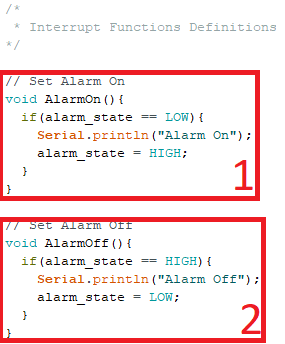 /*
 * Interrupt Functions Definitions
*/
// Set Alarm On
void AlarmOn(){
  if(alarm_state == LOW){
    Serial.println("Alarm On");
    alarm_state = HIGH;
  }
}
1
// Set Alarm Off
void AlarmOff(){
  if(alarm_state == HIGH){
    Serial.println("Alarm Off");
    alarm_state = LOW;
  }
}
2